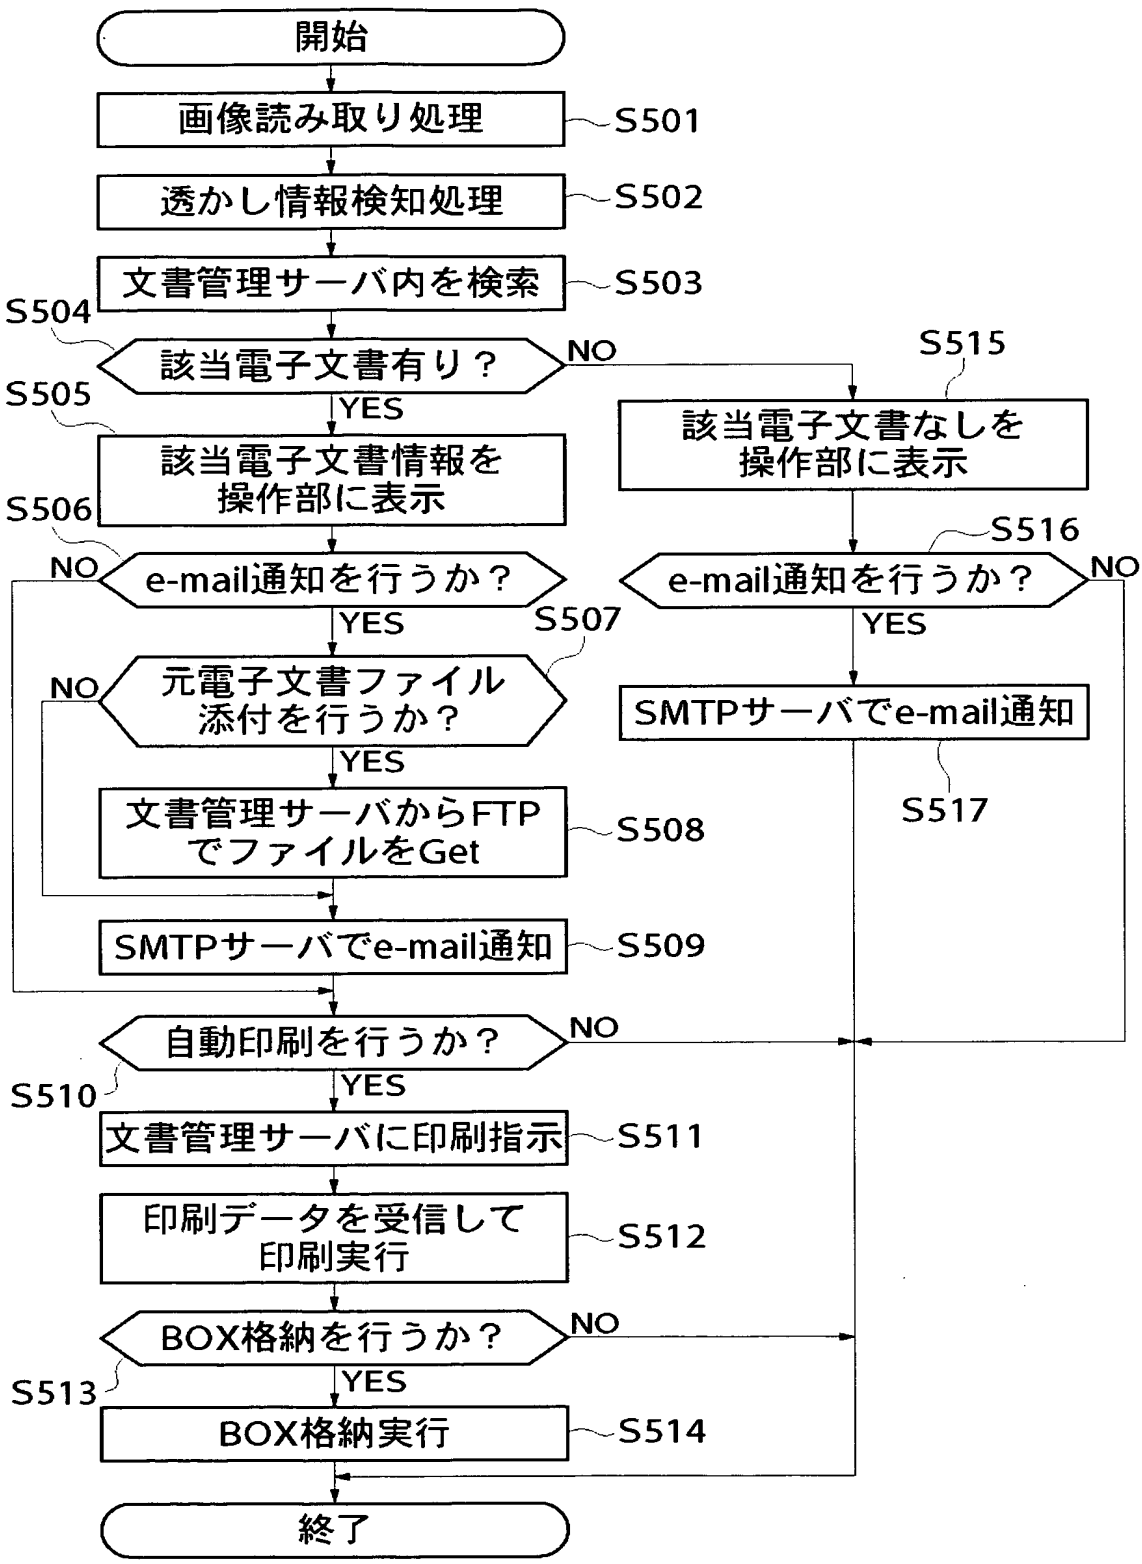 開始
画像読み取り処理
S501
透かし情報検知処理
S502
文書管理サーバ内を検索
S503
S504
該当電子文書有り？
NO
YES
S505
該当電子文書情報を
操作部に表示
S515
該当電子文書なしを
操作部に表示
S506
NO
e-mail通知を行うか？
YES
S516
e-mail通知を行うか？
NO
YES
S507
NO
元電子文書ファイル
添付を行うか？
YES
SMTPサーバでe-mail通知
S517
文書管理サーバからFTP
でファイルをGet
S508
SMTPサーバでe-mail通知
S509
自動印刷を行うか？
NO
S510
YES
文書管理サーバに印刷指示
S511
印刷データを受信して
印刷実行
S512
BOX格納を行うか？
NO
S513
YES
BOX格納実行
S514
終了